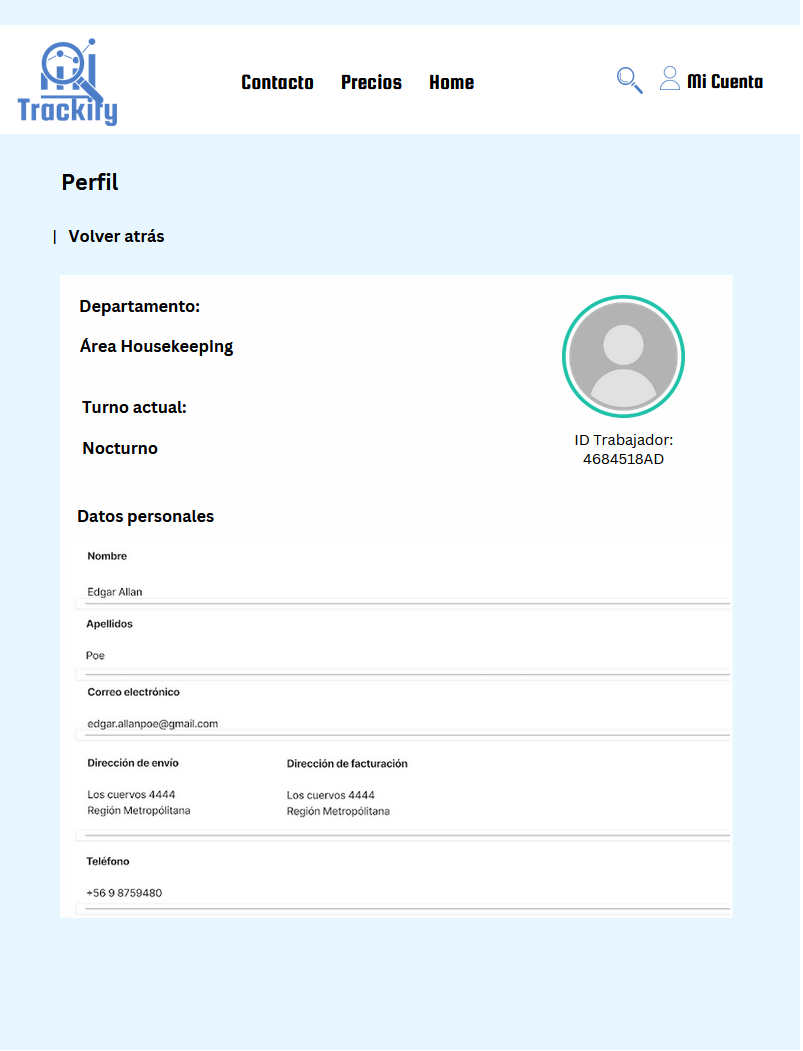 Trackify
Contacto Precios Home
Mi Cuenta
Perfil
| Volver atrás
Departamento:
Área Housekeeping
Turno actual:
Nocturno
ID Trabajador:
4684518AD
Datos personales
Nombre
Edgar Allan
Apellidos
Poe
Correo electrónico
edgar.allanpoe@gmail.com
Dirección de envío
Los cuervos 4444
Región Metropólitana
Dirección de facturación
Los cuervos 4444
Región Metropólitana
Teléfono
+56 9 8759480